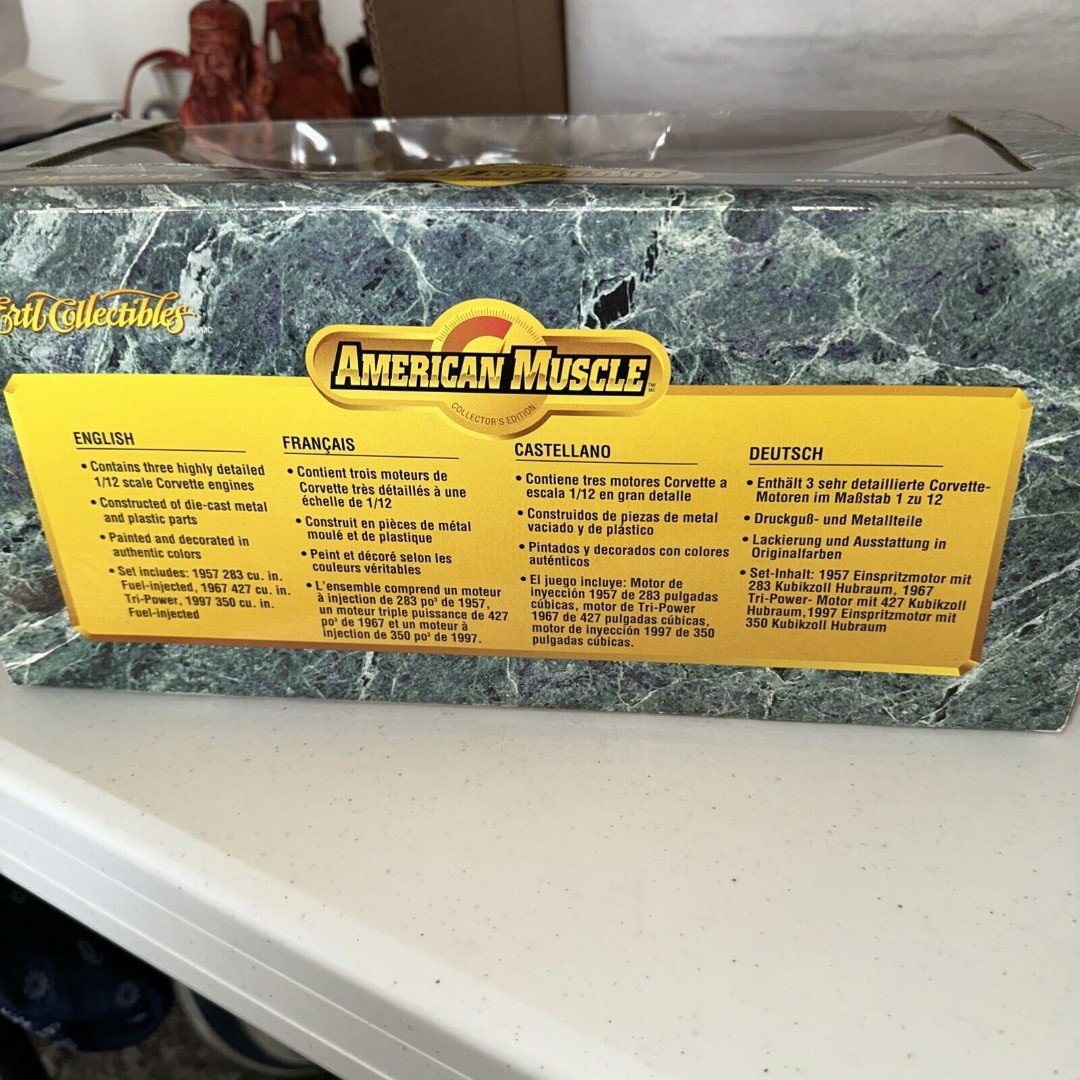 Ertl Collectibles
AMERICAN MUSCLE
COLLECTOR'S EDITION
ENGLISH
• Contains three highly detailed
1/12 scale Corvette engines
• Constructed of die-cast metal
and plastic parts
• Painted and decorated in
authentic colors
• Set includes: 1957 283 cu. in.
Fuel-injected, 1967 427 cu. in.
Tri-Power, 1997 350 cu. in.
Fuel-injected
FRANÇAIS
• Contient trois moteurs de
Corvette très détaillés à une
échelle de 1/12
• Construit en pièces de métal
moulé et de plastique
• Peint et décoré selon les
couleurs véritables
• L'ensemble comprend un moteur
à injection de 283 po³ de 1957,
un moteur triple puissance de 427
po³ de 1967 et un moteur à
injection de 350 po³ de 1997.
CASTELLANO
• Contiene tres motores Corvette a
escala 1/12 en gran detalle
• Construidos de piezas de metal
vaciado y de plástico
• Pintados y decorados con colores
auténticos
• El juego incluye: Motor de
inyección 1957 de 283 pulgadas
cúbicas, motor de Tri-Power
1967 de 427 pulgadas cúbicas,
motor de inyección 1997 de 350
pulgadas cúbicas.
DEUTSCH
• Enthält 3 sehr detaillierte Corvette-
Motoren im Maßstab 1 zu 12
• Druckguß- und Metallteile
• Lackierung und Ausstattung in
Originalfarben
• Set-Inhalt: 1957 Einspritzmotor mit
283 Kubikzoll Hubraum, 1967
Tri-Power- Motor mit 427 Kubikzoll
Hubraum,1997 Einspritzmotor mit
350 Kubikzoll Hubraum